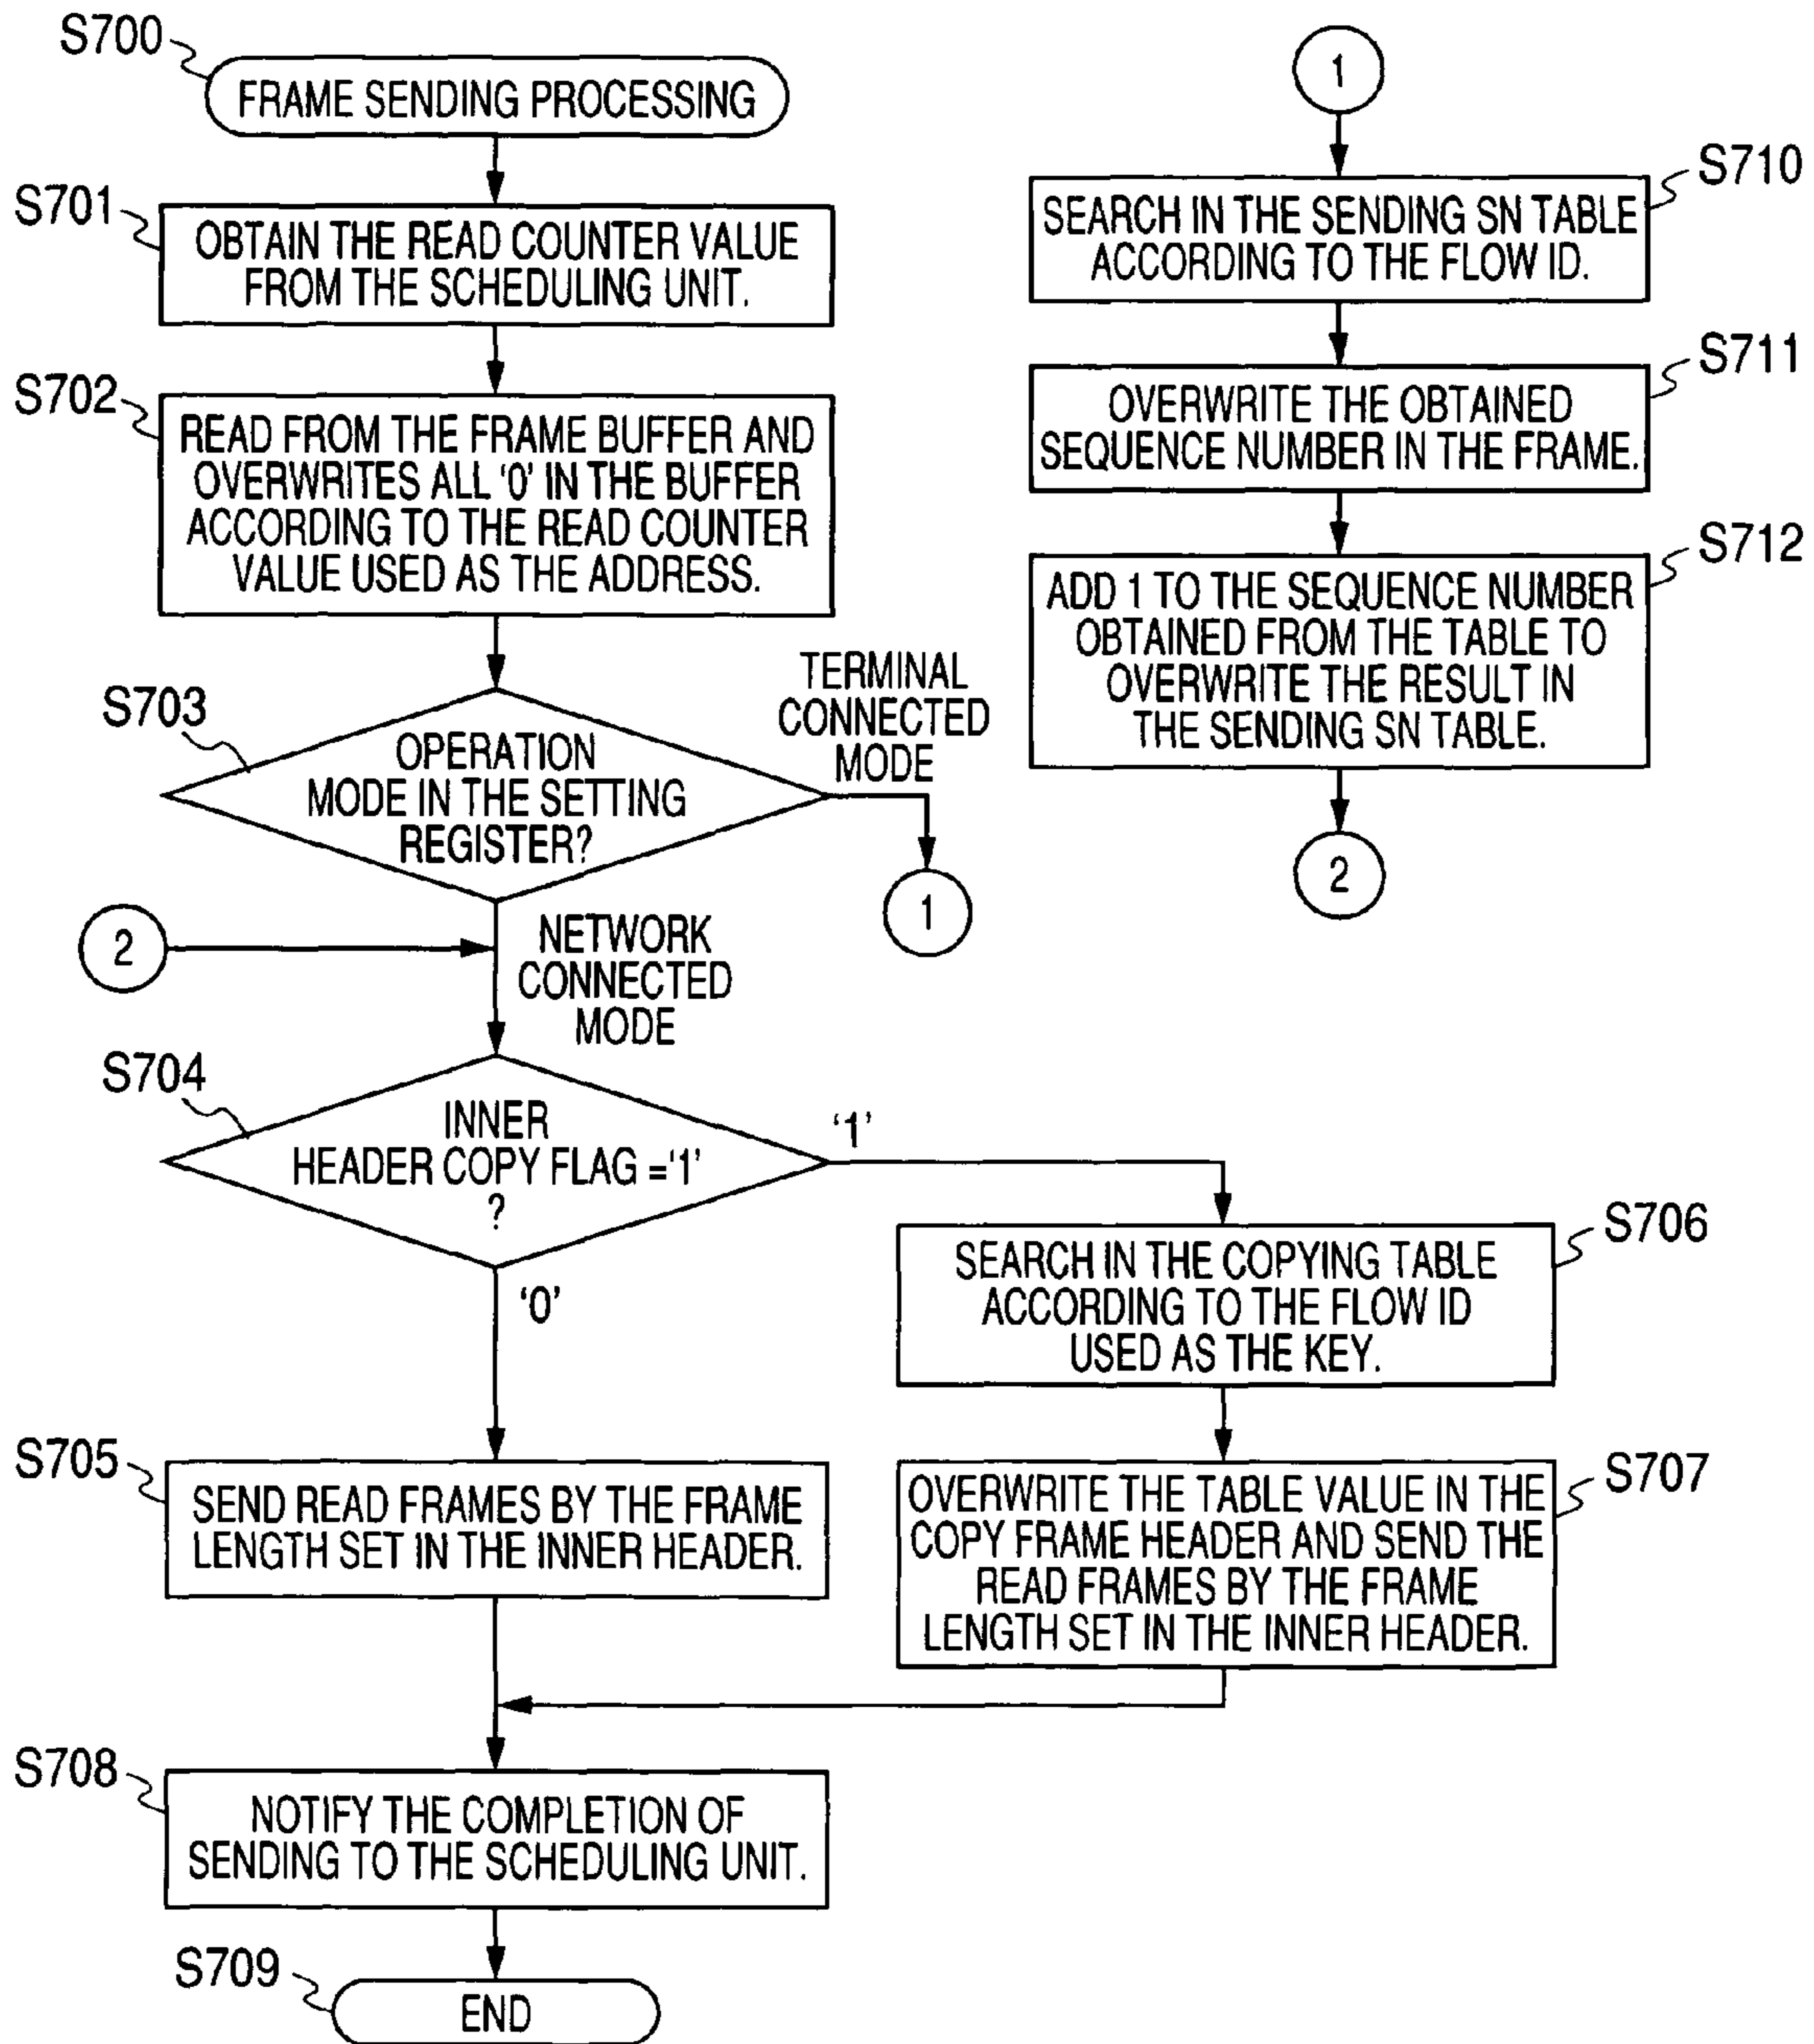 S700
FRAME SENDING PROCESSING
S701
OBTAIN THE READ COUNTER VALUE
FROM THE SCHEDULING UNIT.
S702
READ FROM THE FRAME BUFFER AND
OVERWRITES ALL ‘0’ IN THE BUFFER
ACCORDING TO THE READ COUNTER
VALUE USED AS THE ADDRESS.
S703
OPERATION
MODE IN THE SETTING
REGISTER?
TERMINAL
CONNECTED
MODE
1
2
NETWORK
CONNECTED
MODE
S704
INNER
HEADER COPY FLAG =‘1’
?
‘1’
‘0’
S705
SEND READ FRAMES BY THE FRAME
LENGTH SET IN THE INNER HEADER.
S706
SEARCH IN THE COPYING TABLE
ACCORDING TO THE FLOW ID
USED AS THE KEY.
S707
OVERWRITE THE TABLE VALUE IN THE
COPY FRAME HEADER AND SEND THE
READ FRAMES BY THE FRAME
LENGTH SET IN THE INNER HEADER.
S708
NOTIFY THE COMPLETION OF
SENDING TO THE SCHEDULING UNIT.
S709
END
1
S710
SEARCH IN THE SENDING SN TABLE
ACCORDING TO THE FLOW ID.
S711
OVERWRITE THE OBTAINED
SEQUENCE NUMBER IN THE FRAME.
S712
ADD 1 TO THE SEQUENCE NUMBER
OBTAINED FROM THE TABLE TO
OVERWRITE THE RESULT IN
THE SENDING SN TABLE.
2